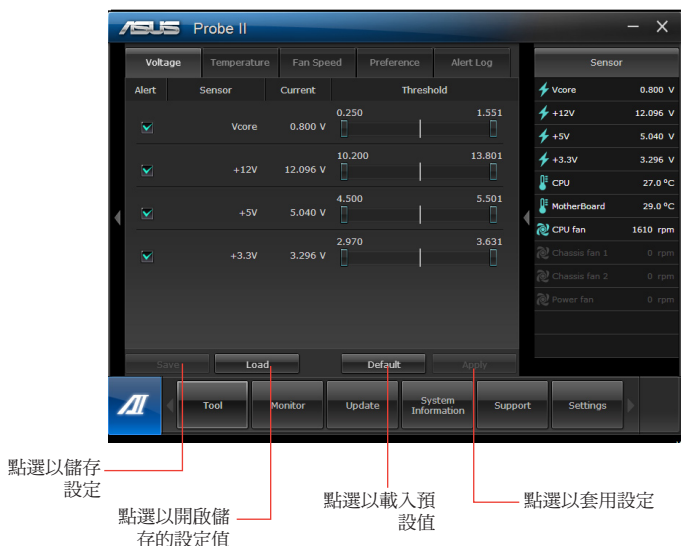 ASUS Probe II
Voltage Temperature Fan Speed Preference Alert Log
Alert Sensor Current Threshold
0.250 1.551
Vcore 0.800 V
10.200 13.801
+12V 12.096 V
4.500 5.501
+5V 5.040 V
2.970 3.631
+3.3V 3.296 V
Save Load Default Apply
Sensor
Vcore 0.800 V
+12V 12.096 V
+5V 5.040 V
+3.3V 3.296 V
CPU 27.0 ºC
MotherBoard 29.0 ºC
CPU fan 1610 rpm
Chassis fan 1 0 rpm
Chassis fan 2 0 rpm
Power fan 0 rpm
Tool Monitor Update System Information Support Settings
點選以儲存
設定
點選以開啟儲
存的設定值
點選以載入預
設值
點選以套用設定